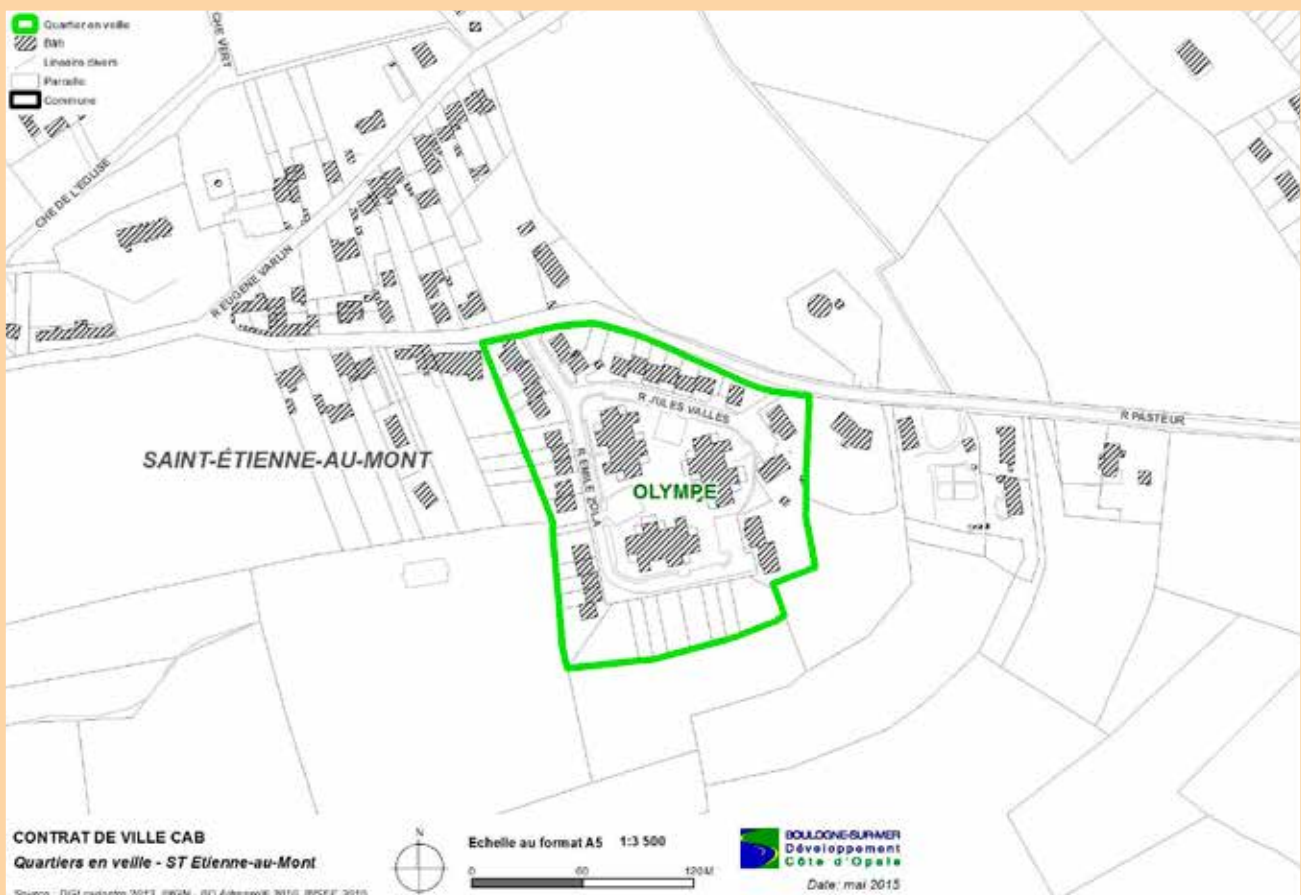 Quartier en veille
Bâti
Linéaire divers
Parcelle
Commune
CHE VERT
CHE DE L'EGLISE
R EUGENE VARLIN
R JULES VALLES
R PASTEUR
R EMILE ZOLA
SAINT-ÉTIENNE-AU-MONT
OLYMPE
CONTRAT DE VILLE CAB
Quartiers en veille - ST Etienne-au-Mont
N
Echelle au format A5 1:3 500
0 60 120M
BOULOGNE-SUR-MER
Développement
Côte d'Opale
Date: mai 2015